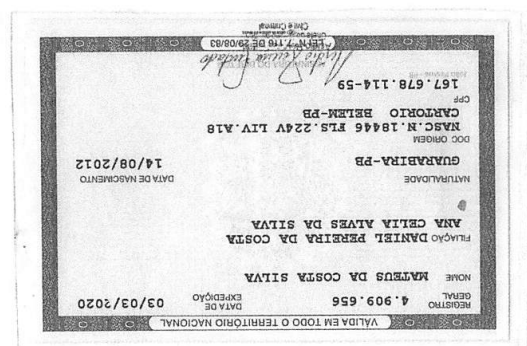 VÁLIDA EM TODO O TERRITÓRIO NACIONAL
REGISTRO GERAL 4.909.656 DATA DE EXPEDIÇÃO 03/03/2020
NOME MATEUS DA COSTA SILVA
FILIAÇÃO DANIEL PEREIRA DA COSTA
ANA CELIA ALVES DA SILVA
NATURALIDADE DATA DE NASCIMENTO
GUARABIRA-PB 14/08/2012
DOC ORIGEM
NASC.N.18446 FLS.224V LIV.A18
CARTORIO BELEM-PB
CPF
167.678.114-59
LEI Nº 7.116 DE 29/08/83